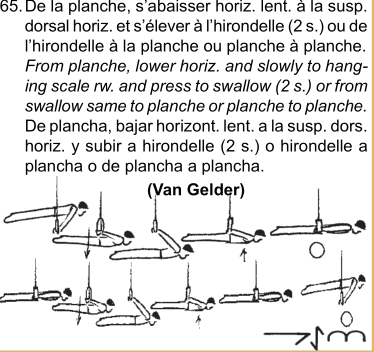 65. De la planche, s'abaisser horiz. lent. à la susp.
dorsal horiz. et s'élever à l'hirondelle (2 s.) ou de
l'hirondelle à la planche ou planche à planche.
From planche, lower horiz. and slowly to hang-
ing scale rw. and press to swallow (2 s.) or from
swallow same to planche or planche to planche.
De plancha, bajar horizont. lent. a la susp. dors.
horiz. y subir a hirondelle (2 s.) o hirondelle a
plancha o de plancha a plancha.
(Van Gelder)